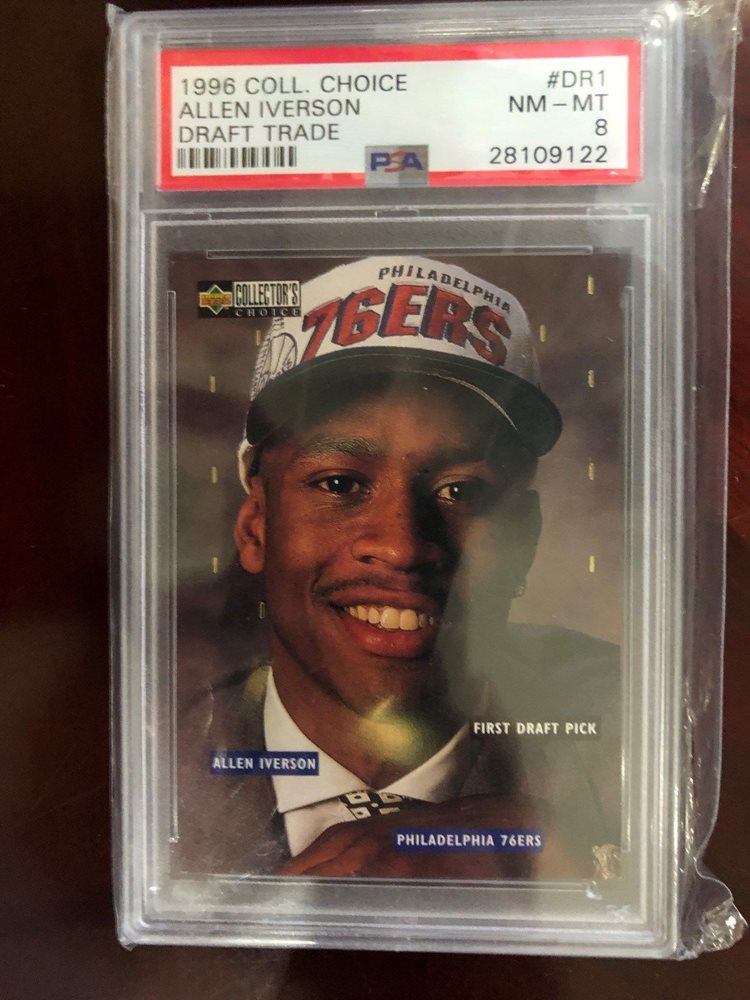 1996 COLL. CHOICE #DR1
ALLEN IVERSON NM-MT
DRAFT TRADE 8
PSA 28109122
COLLECTOR'S
CHOICE
PHILADELPHIA
76ERS
FIRST DRAFT PICK
ALLEN IVERSON
PHILADELPHIA 76ERS